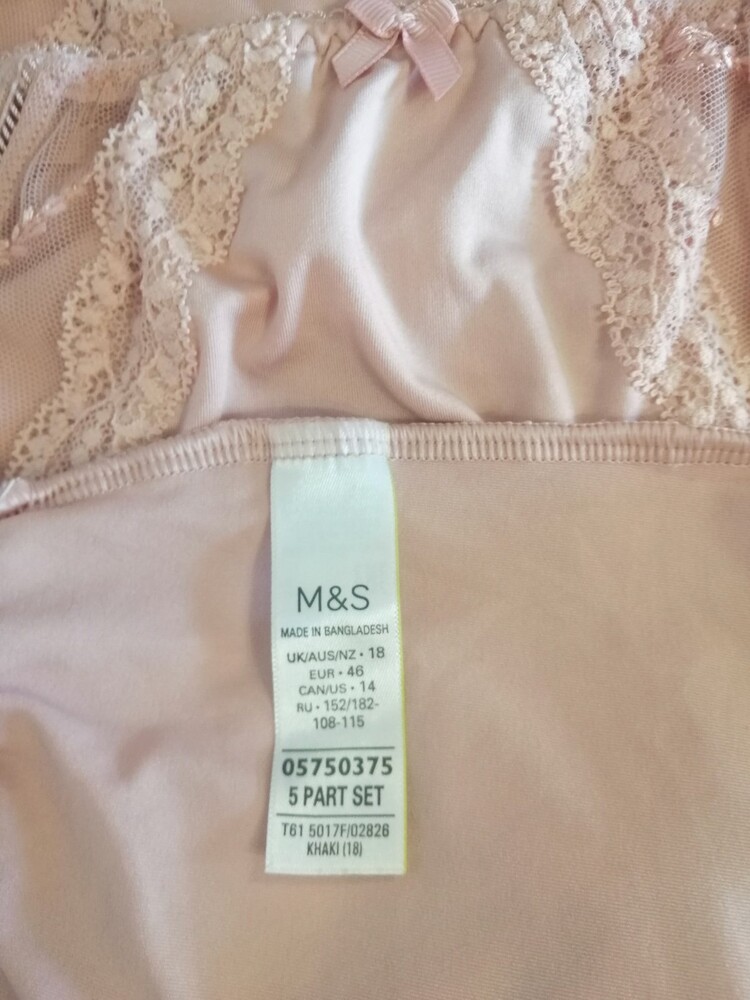 M&S
MADE IN BANGLADESH
UK/AUS/NZ • 18
EUR • 46
CAN/US • 14
RU • 152/182-
108-115
05750375
5 PART SET
T61 5017F/02826
KHAKI (18)